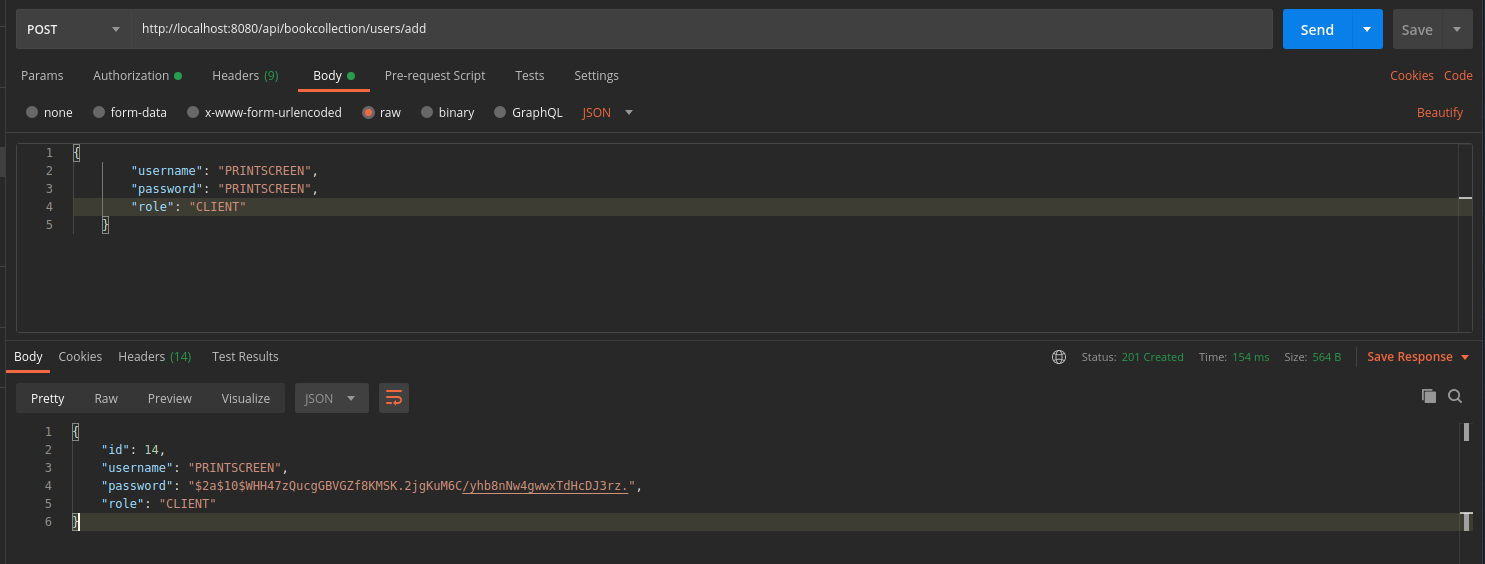 POST http://localhost:8080/api/bookcollection/users/add Send Save
Params Authorization Headers (9) Body Pre-request Script Tests Settings Cookies Code
none form-data x-www-form-urlencoded raw binary GraphQL JSON Beautify
1 {
2 "username": "PRINTSCREEN",
3 "password": "PRINTSCREEN",
4 "role": "CLIENT"
5 }
Body Cookies Headers (14) Test Results Status: 201 Created Time: 154 ms Size: 564 B Save Response
Pretty Raw Preview Visualize JSON
1 {
2 "id": 14,
3 "username": "PRINTSCREEN",
4 "password": "$2a$10$WHH47zQucgGBVGZf8KMSK.2jgKuM6C/yhb8nNw4gwwxTdHcDJ3rz.",
5 "role": "CLIENT"
6 }